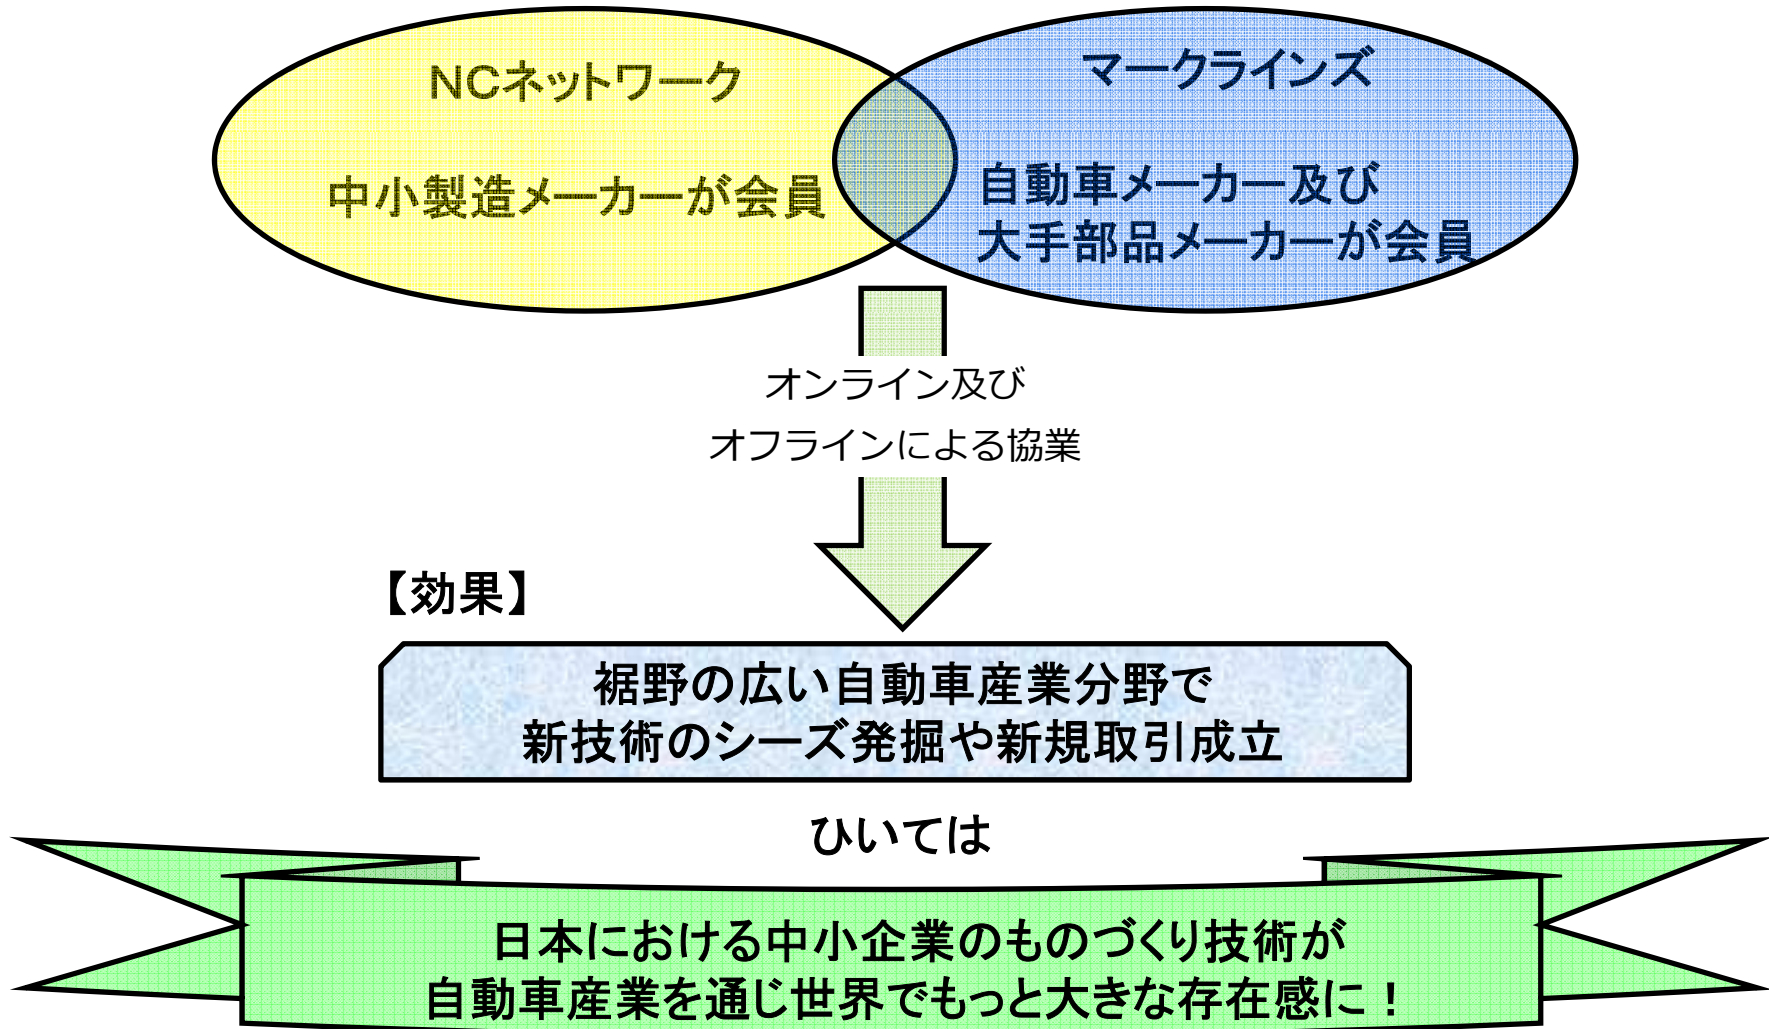 NCネットワーク
中小製造メーカーが会員
マークラインズ
自動車メーカー及び
大手部品メーカーが会員
オンライン及び
オフラインによる協業
【効果】
裾野の広い自動車産業分野で
新技術のシーズ発掘や新規取引成立
ひいては
日本における中小企業のものづくり技術が
自動車産業を通じ世界でもっと大きな存在感に！